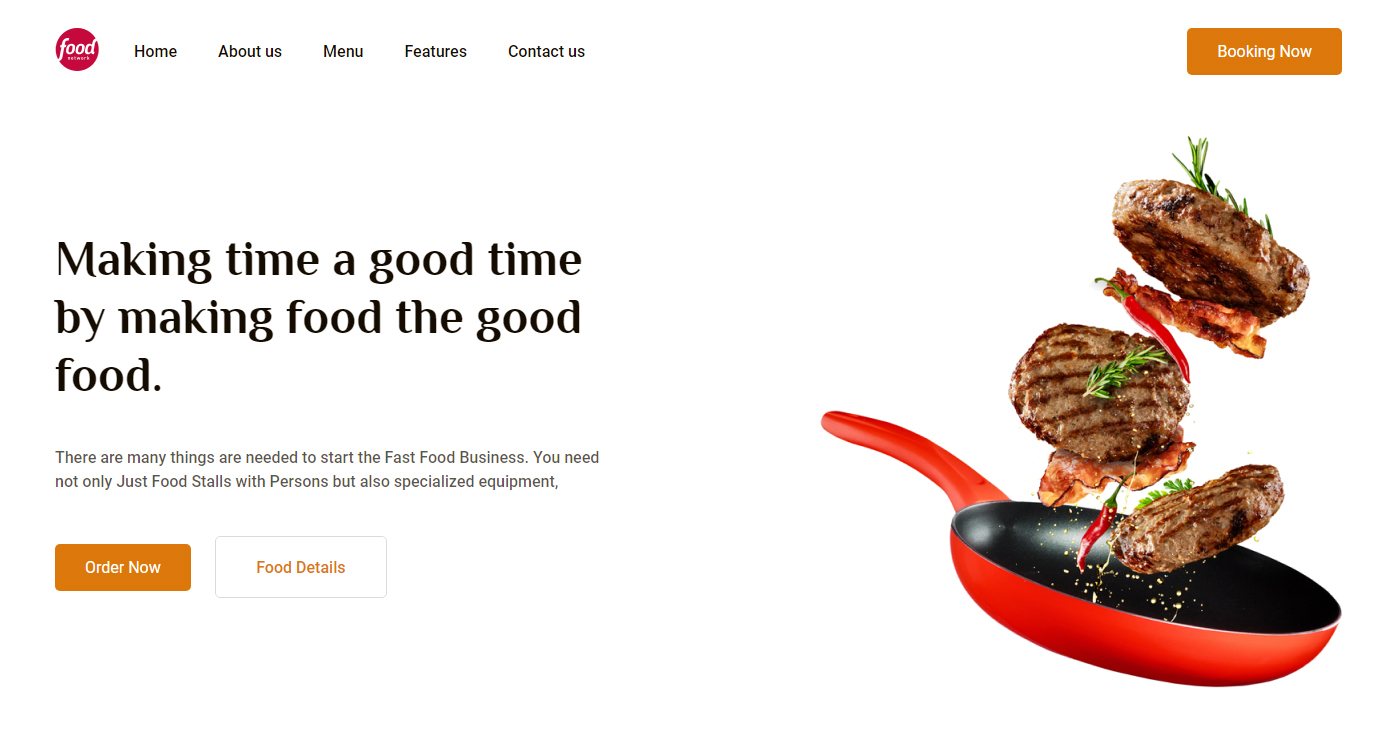 food
network
Home
About us
Menu
Features
Contact us
Booking Now
Making time a good time
by making food the good
food.
There are many things are needed to start the Fast Food Business. You need
not only Just Food Stalls with Persons but also specialized equipment,
Order Now
Food Details